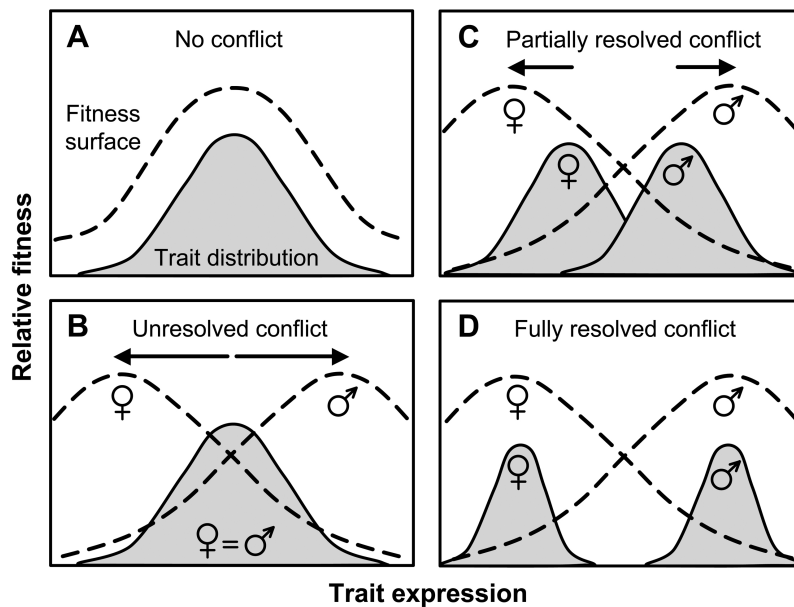 A
No conflict
Fitness
surface
Trait distribution
B
Unresolved conflict
♀
♂
♀=♂
C
Partially resolved conflict
♀
♂
♀
♂
D
Fully resolved conflict
♀
♂
♀
♂
Relative fitness
Trait expression